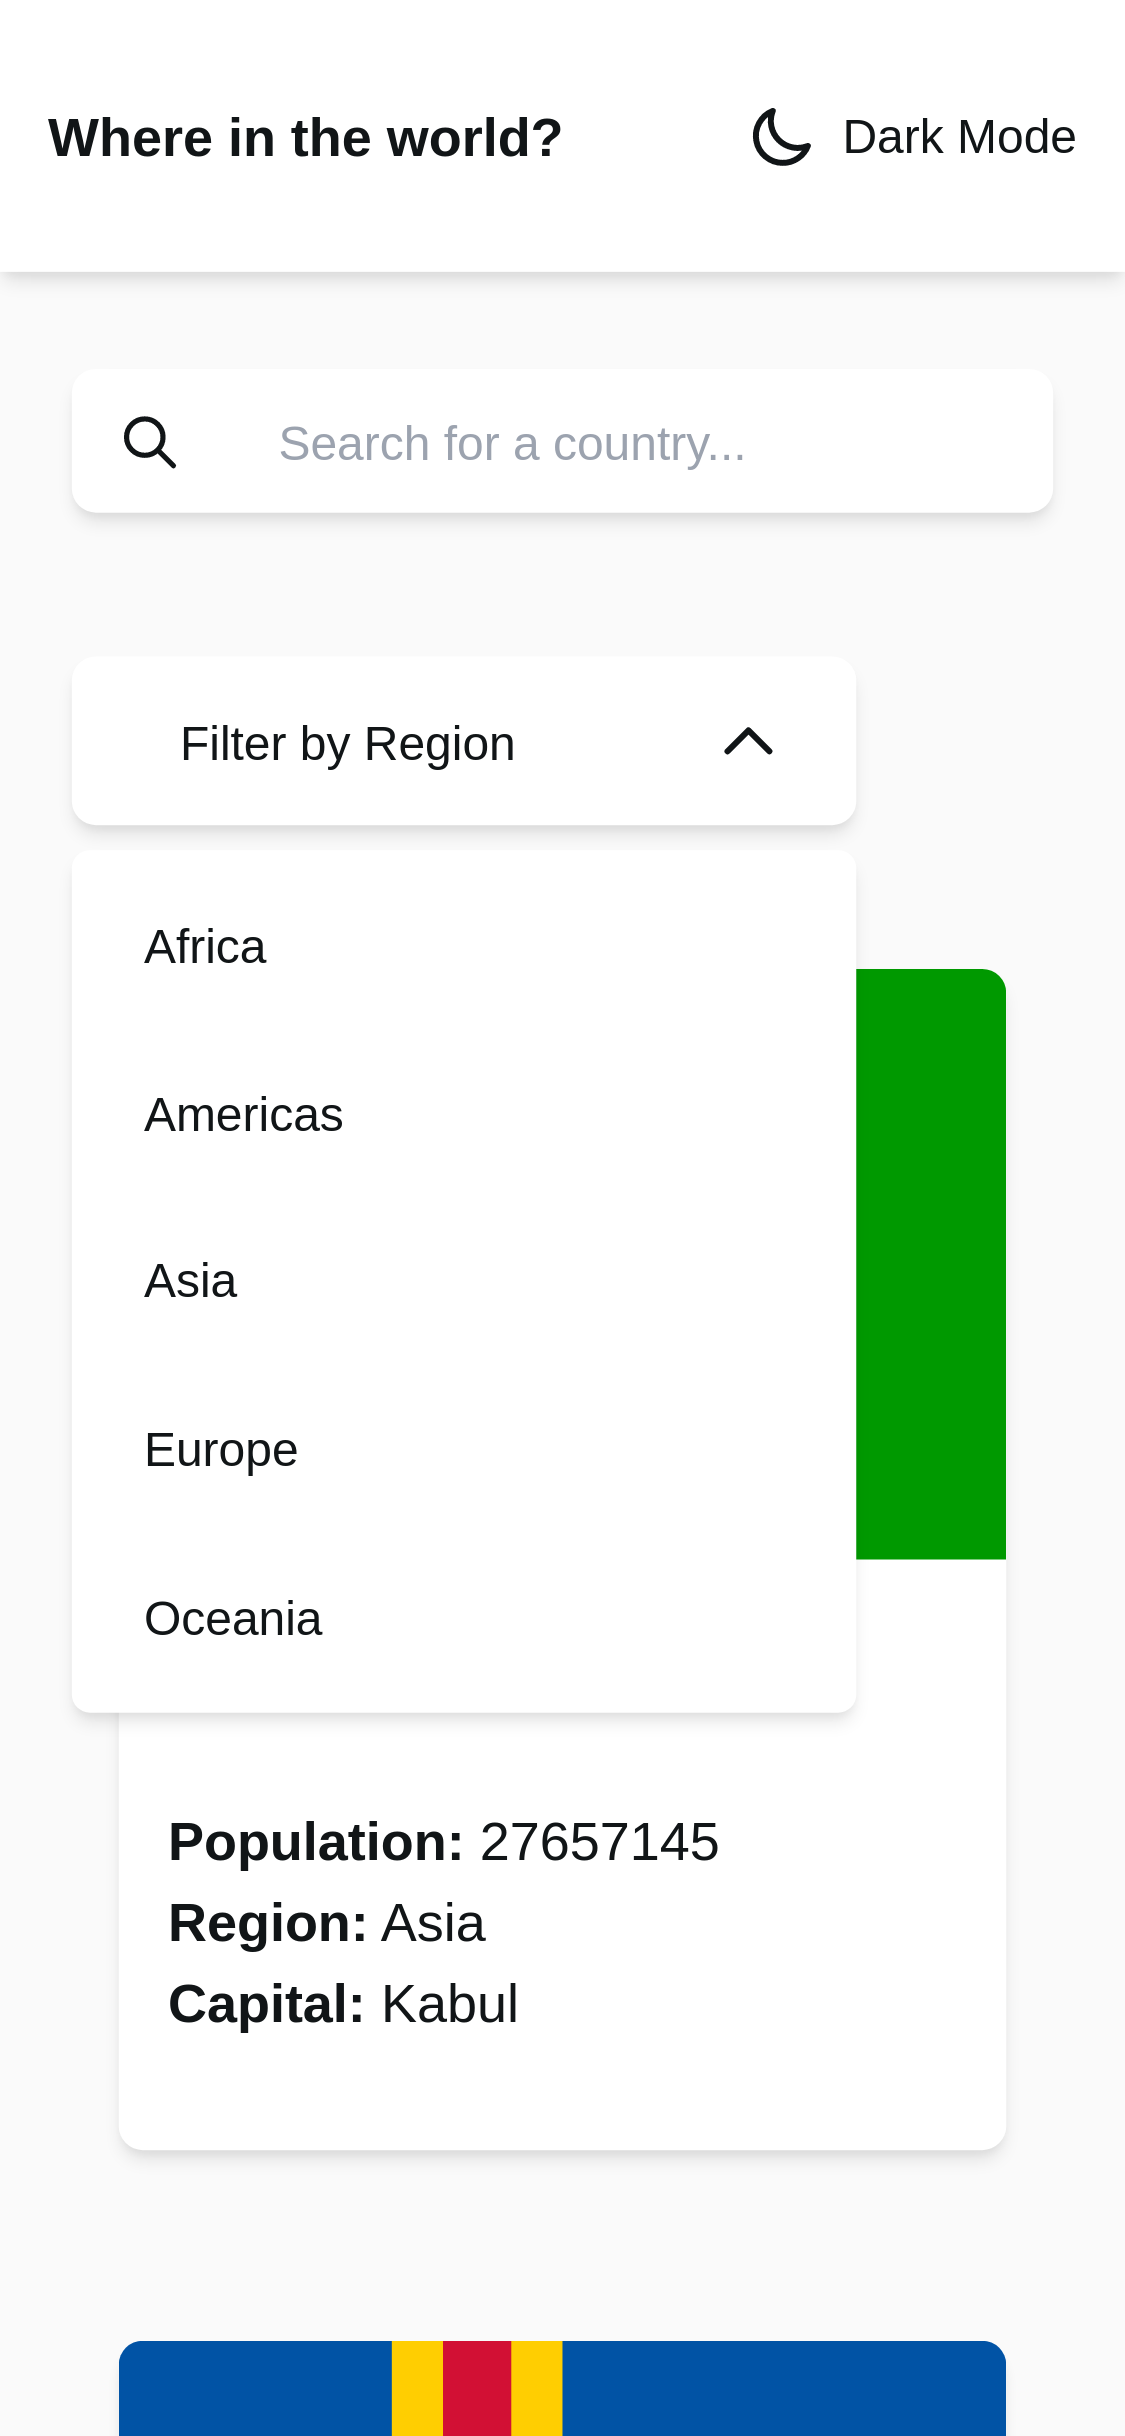 Where in the world?
Dark Mode
Search for a country...
Filter by Region
Africa
Americas
Asia
Europe
Oceania
Population: 27657145
Region: Asia
Capital: Kabul